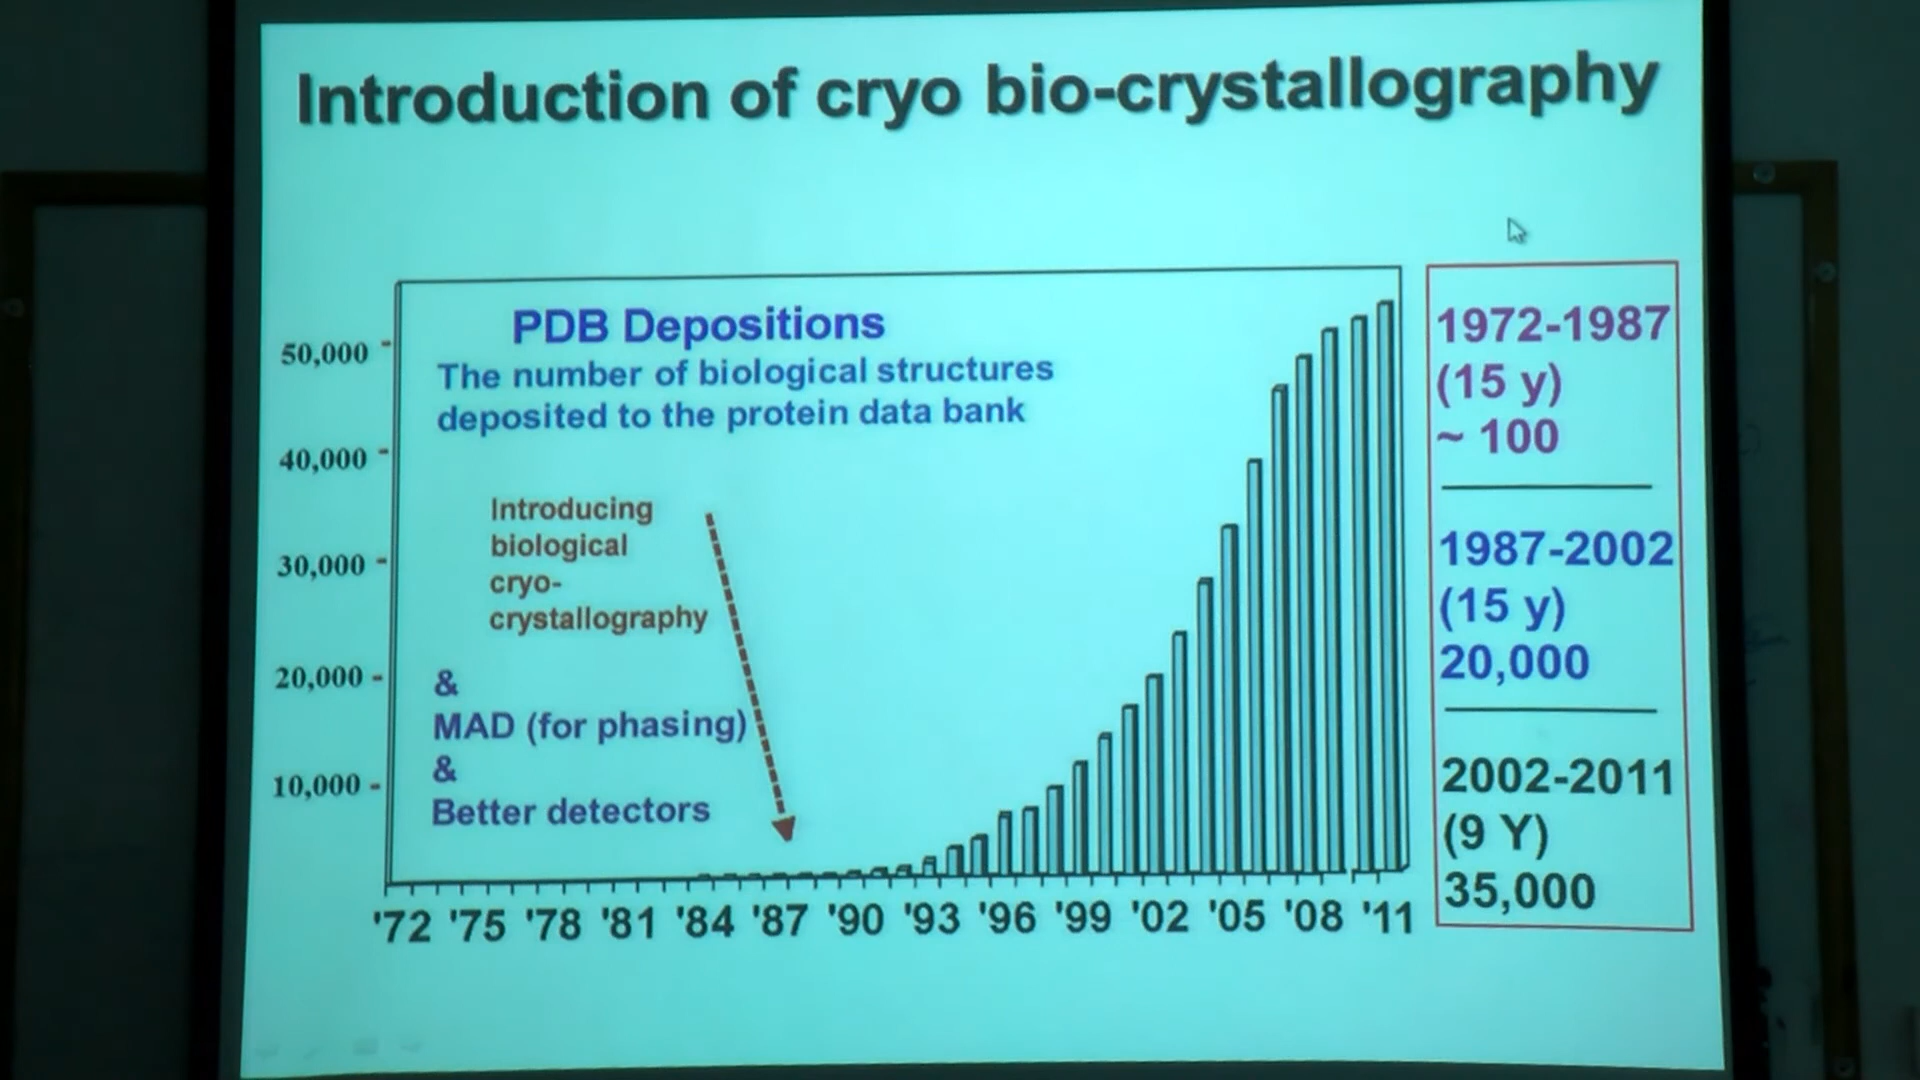 Introduction of cryo bio-crystallography
PDB Depositions
The number of biological structures
deposited to the protein data bank
50,000
40,000
30,000
20,000
10,000
Introducing
biological
cryo-
crystallography
&
MAD (for phasing)
&
Better detectors
'72 '75 '78 '81 '84 '87 '90 '93 '96 '99 '02 '05 '08 '11
1972-1987
(15 y)
~ 100
1987-2002
(15 y)
20,000
2002-2011
(9 Y)
35,000